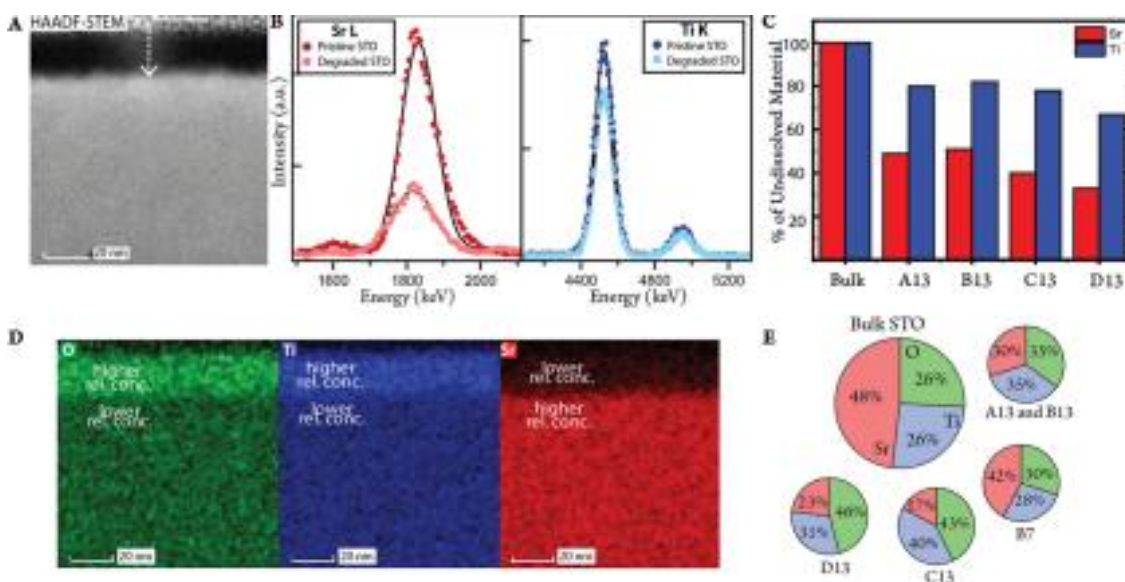 A
HAADF-STEM
20 nm
B
Sr L
Pristine STO
Degraded STO
Ti K
Pristine STO
Degraded STO
Intensity (a.u.)
1600
1800
2000
Energy (keV)
4400
4800
5200
Energy (keV)
C
% of Undissolved Material
100
80
60
40
20
Sr
Ti
Bulk
A13
B13
C13
D13
D
O
higher
rel. conc.
lower
rel. conc.
20 nm
Ti
higher
rel. conc.
lower
rel. conc.
20 nm
Sr
lower
rel. conc.
higher
rel. conc.
20 nm
E
Bulk STO
O
26%
48%
Ti
26%
Sr
30%
35%
35%
A13 and B13
42%
30%
28%
B7
23%
46%
31%
D13
17%
43%
40%
C13